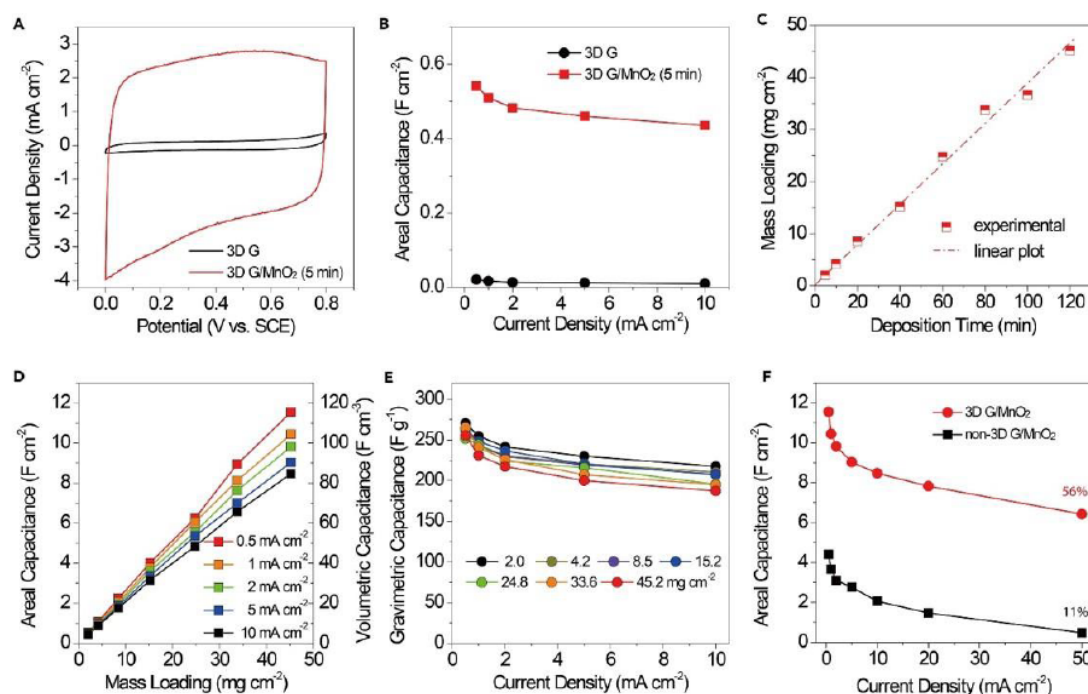 A
3
2
1
0
-1
-2
-3
-4
Current Density (mA cm⁻²)
3D G
3D G/MnO₂ (5 min)
0.0 0.2 0.4 0.6 0.8
Potential (V vs. SCE)
B
0.6
0.4
0.2
0.0
Areal Capacitance (F cm⁻²)
3D G
3D G/MnO₂ (5 min)
0 2 4 6 8 10
Current Density (mA cm⁻²)
C
50
40
30
20
10
0
Mass Loading (mg cm⁻²)
experimental
linear plot
0 20 40 60 80 100 120
Deposition Time (min)
D
14
12
10
8
6
4
2
0
Areal Capacitance (F cm⁻²)
0.5 mA cm⁻²
1 mA cm⁻²
2 mA cm⁻²
5 mA cm⁻²
10 mA cm⁻²
120
100
80
60
40
20
0
Volumetric Capacitance (F cm⁻³)
0 10 20 30 40 50
Mass Loading (mg cm⁻²)
E
300
250
200
150
100
50
0
Gravimetric Capacitance (F g⁻¹)
2.0 4.2 8.5 15.2
24.8 33.6 45.2 mg cm⁻²
0 2 4 6 8 10
Current Density (mA cm⁻²)
F
12
10
8
6
4
2
0
Areal Capacitance (F cm⁻²)
3D G/MnO₂
non-3D G/MnO₂
56%
11%
0 10 20 30 40 50
Current Density (mA cm⁻²)